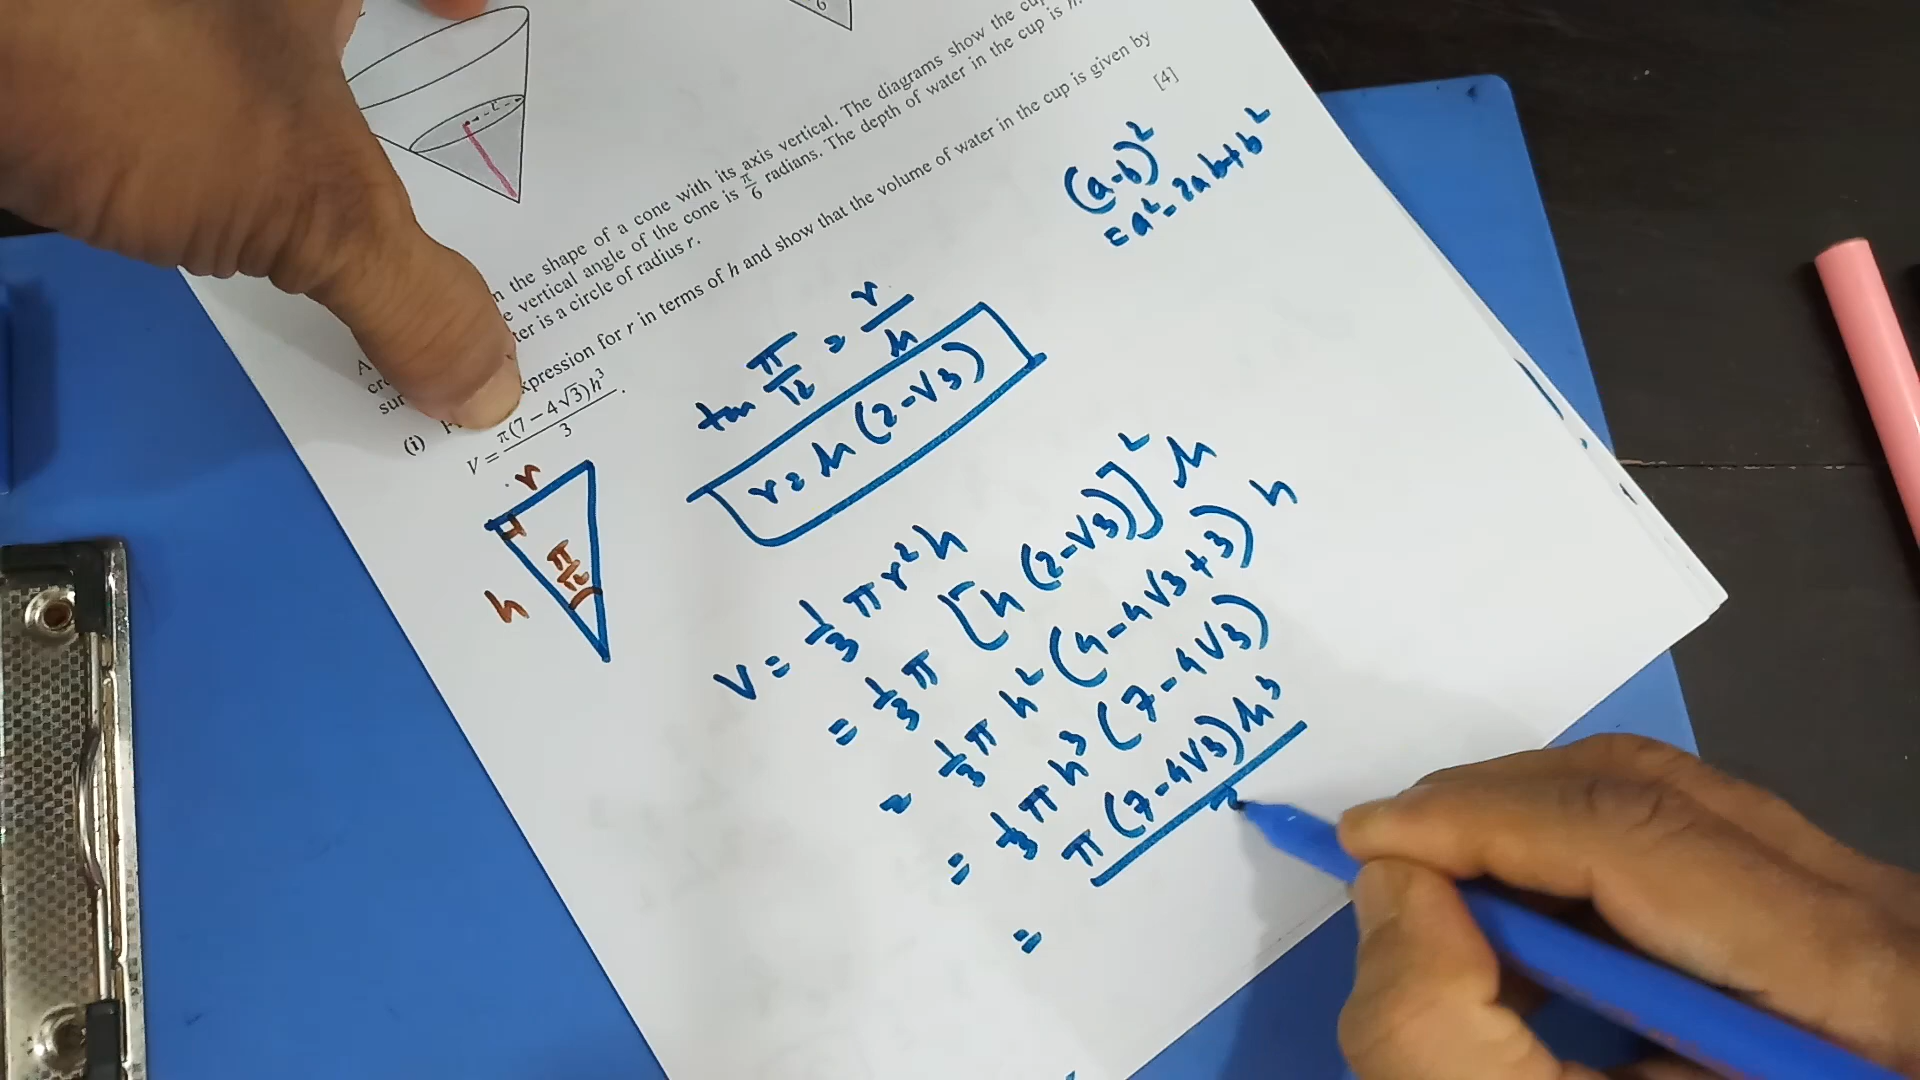 6
n the shape of a cone with its axis vertical. The diagrams show the cup
e vertical angle of the cone is π/6 radians. The depth of water in the cup is h.
ter is a circle of radius r.
(i) xpression for r in terms of h and show that the volume of water in the cup is given by
V = π(7 − 4√3)h³/3 .
[4]
(a-b)²
= a² - 2ab + b²
tan π/12 = r/h
r = h (2-√3)
r
h
π/12
V = 1/3 π r² h
= 1/3 π [h (2-√3)]² h
= 1/3 π h² (4-4√3+3) h
= 1/3 π h³ (7-4√3)
= π (7-4√3) h³